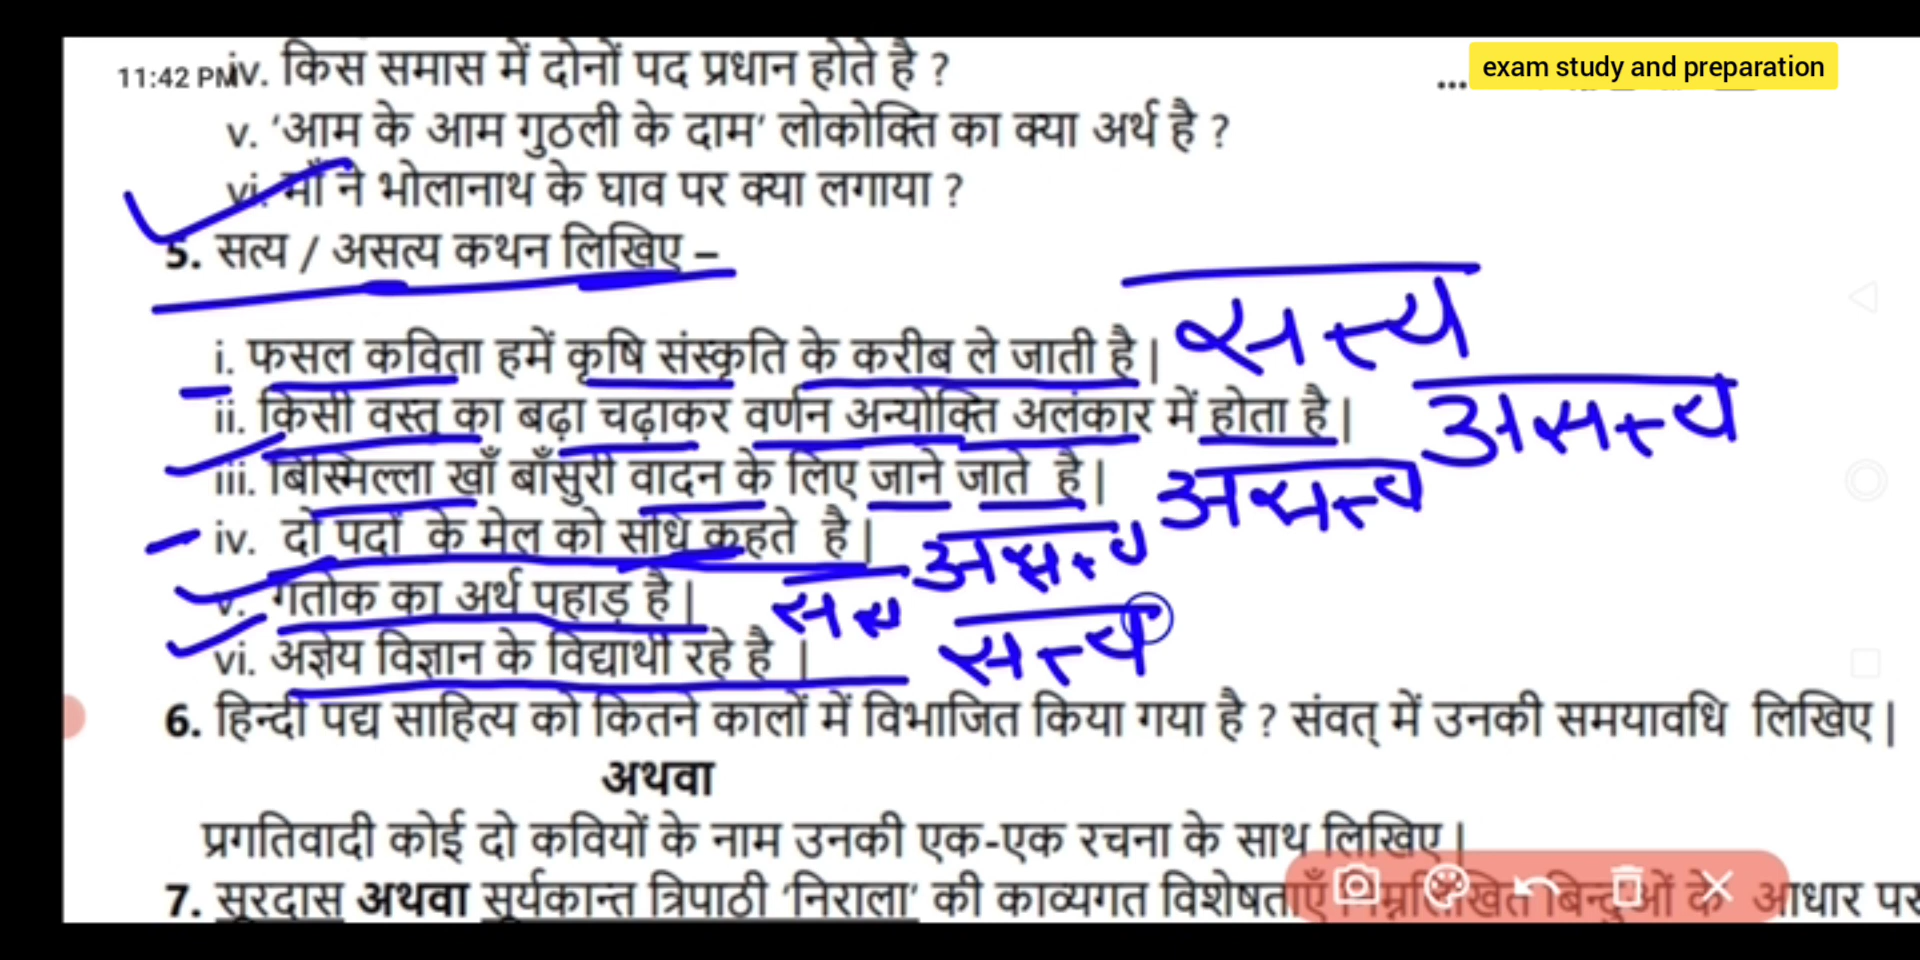 11:42 PM iv. किस समास में दोनों पद प्रधान होते है ? ... exam study and preparation
v. ‘आम के आम गुठली के दाम’ लोकोक्ति का क्या अर्थ है ?
vi. माँ ने भोलानाथ के घाव पर क्या लगाया ?
5. सत्य / असत्य कथन लिखिए –
i. फसल कविता हमें कृषि संस्कृति के करीब ले जाती है | सत्य
ii. किसी वस्तु का बढ़ा चढ़ाकर वर्णन अन्योक्ति अलंकार में होता है | असत्य
iii. बिस्मिल्ला खाँ बाँसुरी वादन के लिए जाने जाते है | असत्य
iv. दो पदों के मेल को संधि कहते है | असत्य
v. गंतोक का अर्थ पहाड़ है | सत्य
vi. अज्ञेय विज्ञान के विद्यार्थी रहे है | सत्य
6. हिन्दी पद्य साहित्य को कितने कालों में विभाजित किया गया है ? संवत् में उनकी समयावधि लिखिए |
अथवा
प्रगतिवादी कोई दो कवियों के नाम उनकी एक-एक रचना के साथ लिखिए |
7. सूरदास अथवा सूर्यकान्त त्रिपाठी ‘निराला’ की काव्यगत विशेषताएँ निम्नलिखित बिन्दुओं के आधार पर